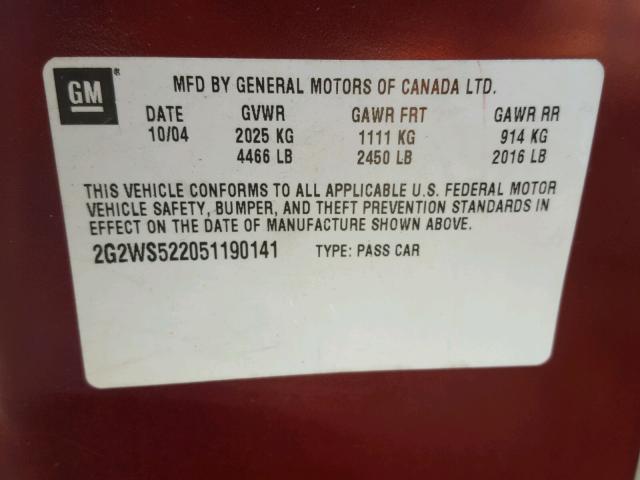 GM ®
MFD BY GENERAL MOTORS OF CANADA LTD.
DATE GVWR GAWR FRT GAWR RR
10/04 2025 KG 1111 KG 914 KG
4466 LB 2450 LB 2016 LB
THIS VEHICLE CONFORMS TO ALL APPLICABLE U.S. FEDERAL MOTOR
VEHICLE SAFETY, BUMPER, AND THEFT PREVENTION STANDARDS IN
EFFECT ON THE DATE OF MANUFACTURE SHOWN ABOVE.
2G2WS522051190141 TYPE: PASS CAR